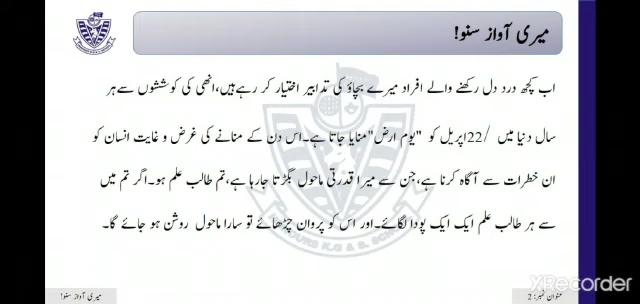 میری آواز سنو!
اب کچھ درد دل رکھنے والے افراد میرے بچاؤ کی تدابیر اختیار کر رہے ہیں، انھی کی کوششوں سے ہر
سال دنیا میں /22 اپریل کو "یوم ارض" منایا جاتا ہے۔ اس دن کے منانے کی غرض و غایت انسان کو
ان خطرات سے آگاہ کرنا ہے، جن سے میرا قدرتی ماحول بگڑتا جا رہا ہے، تم طالب علم ہو۔ اگر تم میں
سے ہر طالب علم ایک ایک پودا لگائے۔ اور اس کو پروان چڑھائے تو سارا ماحول روشن ہو جائے گا۔
XRecorder
عنوان نمبر: 2
میری آواز سنو!